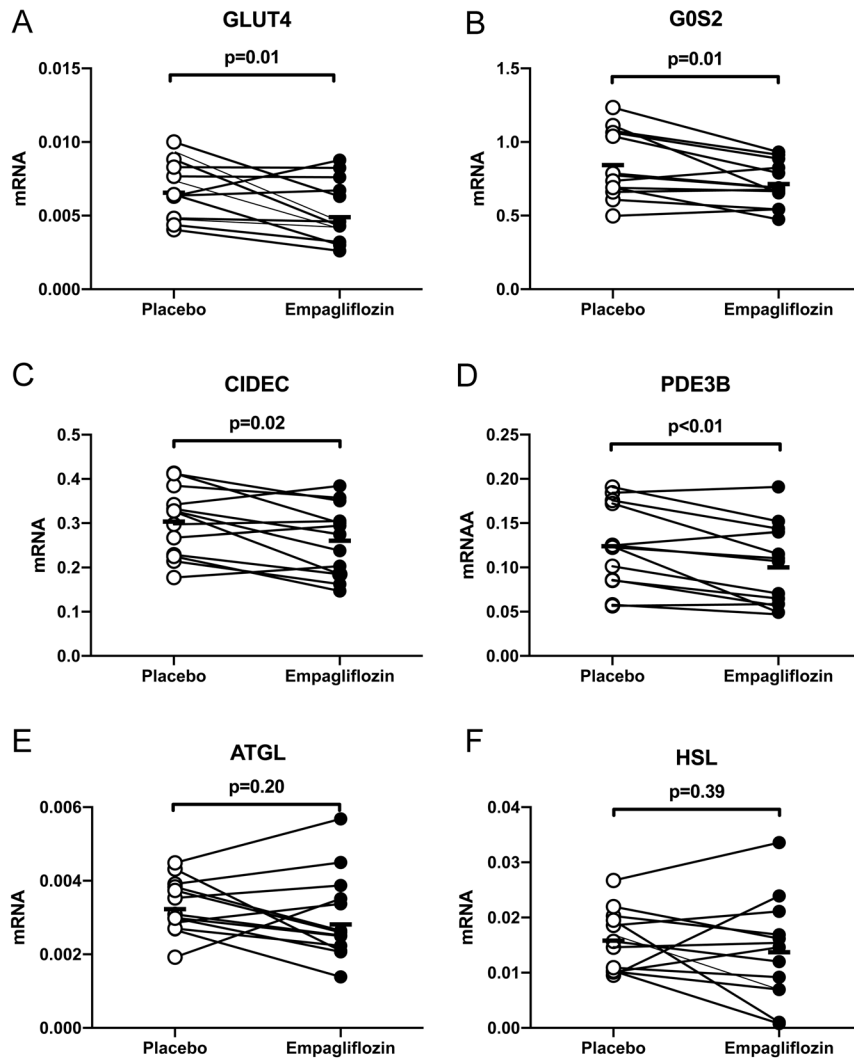 A
GLUT4
p=0.01
mRNA
0.015
0.010
0.005
0.000
Placebo
Empagliflozin
B
G0S2
p=0.01
mRNA
1.5
1.0
0.5
0.0
Placebo
Empagliflozin
C
CIDEC
p=0.02
mRNA
0.5
0.4
0.3
0.2
0.1
0.0
Placebo
Empagliflozin
D
PDE3B
p<0.01
mRNAA
0.25
0.20
0.15
0.10
0.05
0.00
Placebo
Empagliflozin
E
ATGL
p=0.20
mRNA
0.006
0.004
0.002
0.000
Placebo
Empagliflozin
F
HSL
p=0.39
mRNA
0.04
0.03
0.02
0.01
0.00
Placebo
Empagliflozin